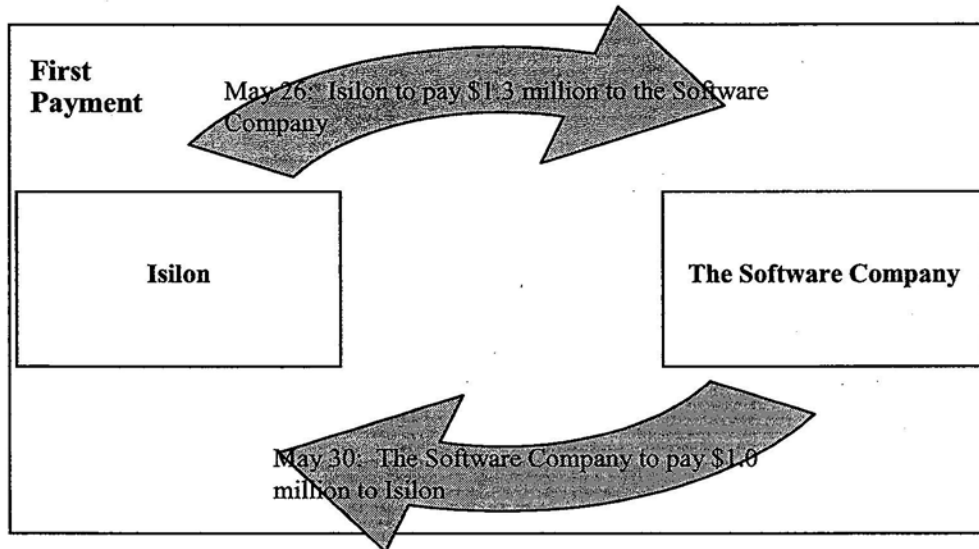 First
Payment
May 26: Isilon to pay $1.3 million to the Software
Company
Isilon
The Software Company
May 30: The Software Company to pay $1.0
million to Isilon